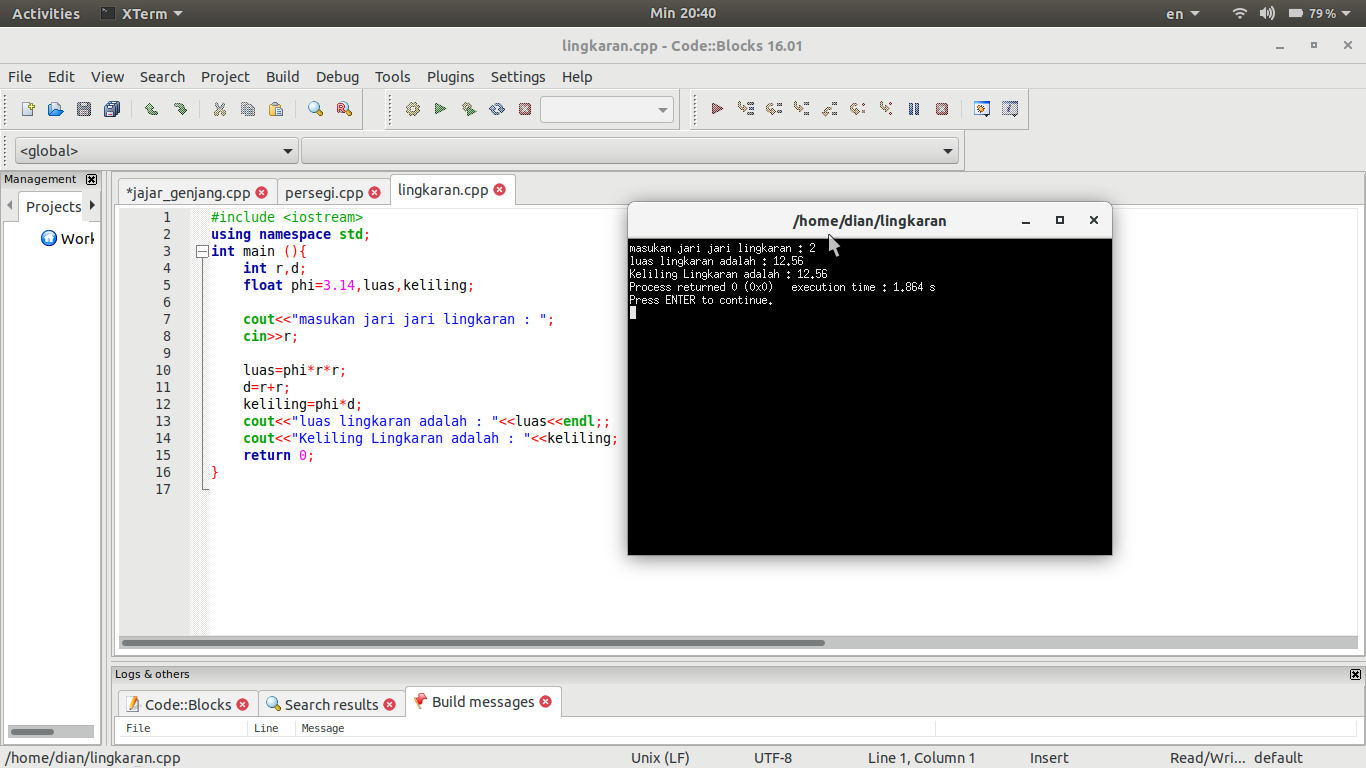 Activities XTerm Min 20:40 en 79%
lingkaran.cpp - Code::Blocks 16.01
File Edit View Search Project Build Debug Tools Plugins Settings Help
<global>
Management
Projects
Work
*jajar_genjang.cpp persegi.cpp lingkaran.cpp
1 #include <iostream>
2 using namespace std;
3 int main (){
4 int r,d;
5 float phi=3.14,luas,keliling;
6
7 cout<<"masukan jari jari lingkaran : ";
8 cin>>r;
9
10 luas=phi*r*r;
11 d=r+r;
12 keliling=phi*d;
13 cout<<"luas lingkaran adalah : "<<luas<<endl;;
14 cout<<"Keliling Lingkaran adalah : "<<keliling;
15 return 0;
16 }
17
/home/dian/lingkaran
masukan jari jari lingkaran : 2
luas lingkaran adalah : 12.56
Keliling Lingkaran adalah : 12.56
Process returned 0 (0x0) execution time : 1.864 s
Press ENTER to continue.
Logs & others
Code::Blocks Search results Build messages
File Line Message
/home/dian/lingkaran.cpp Unix (LF) UTF-8 Line 1, Column 1 Insert Read/Wri... default